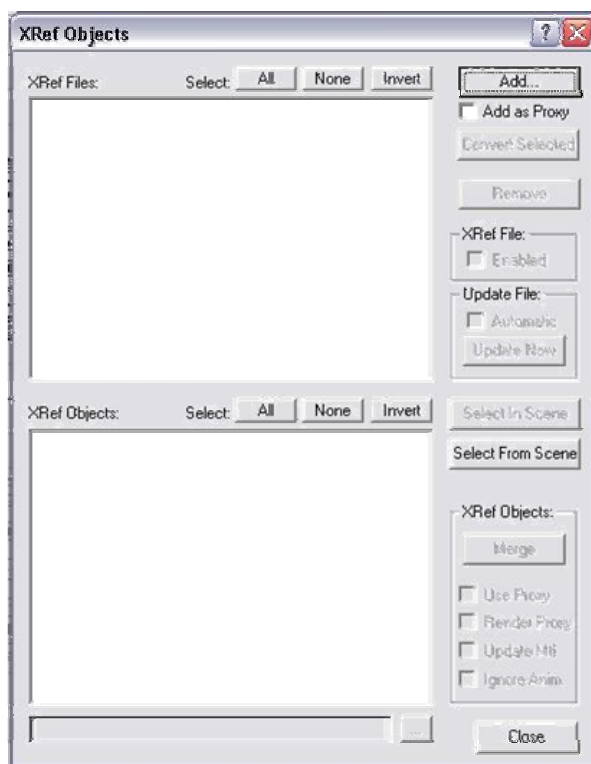 XRef Objects
XRef Files: Select: All None Invert
Add...
Add as Proxy
Convert Selected
Remove
XRef File:
Enabled
Update File:
Automatic
Update Now
XRef Objects: Select: All None Invert
Select In Scene
Select From Scene
XRef Objects:
Merge
Use Proxy
Render Proxy
Update Mtl
Ignore Anim.
...
Close